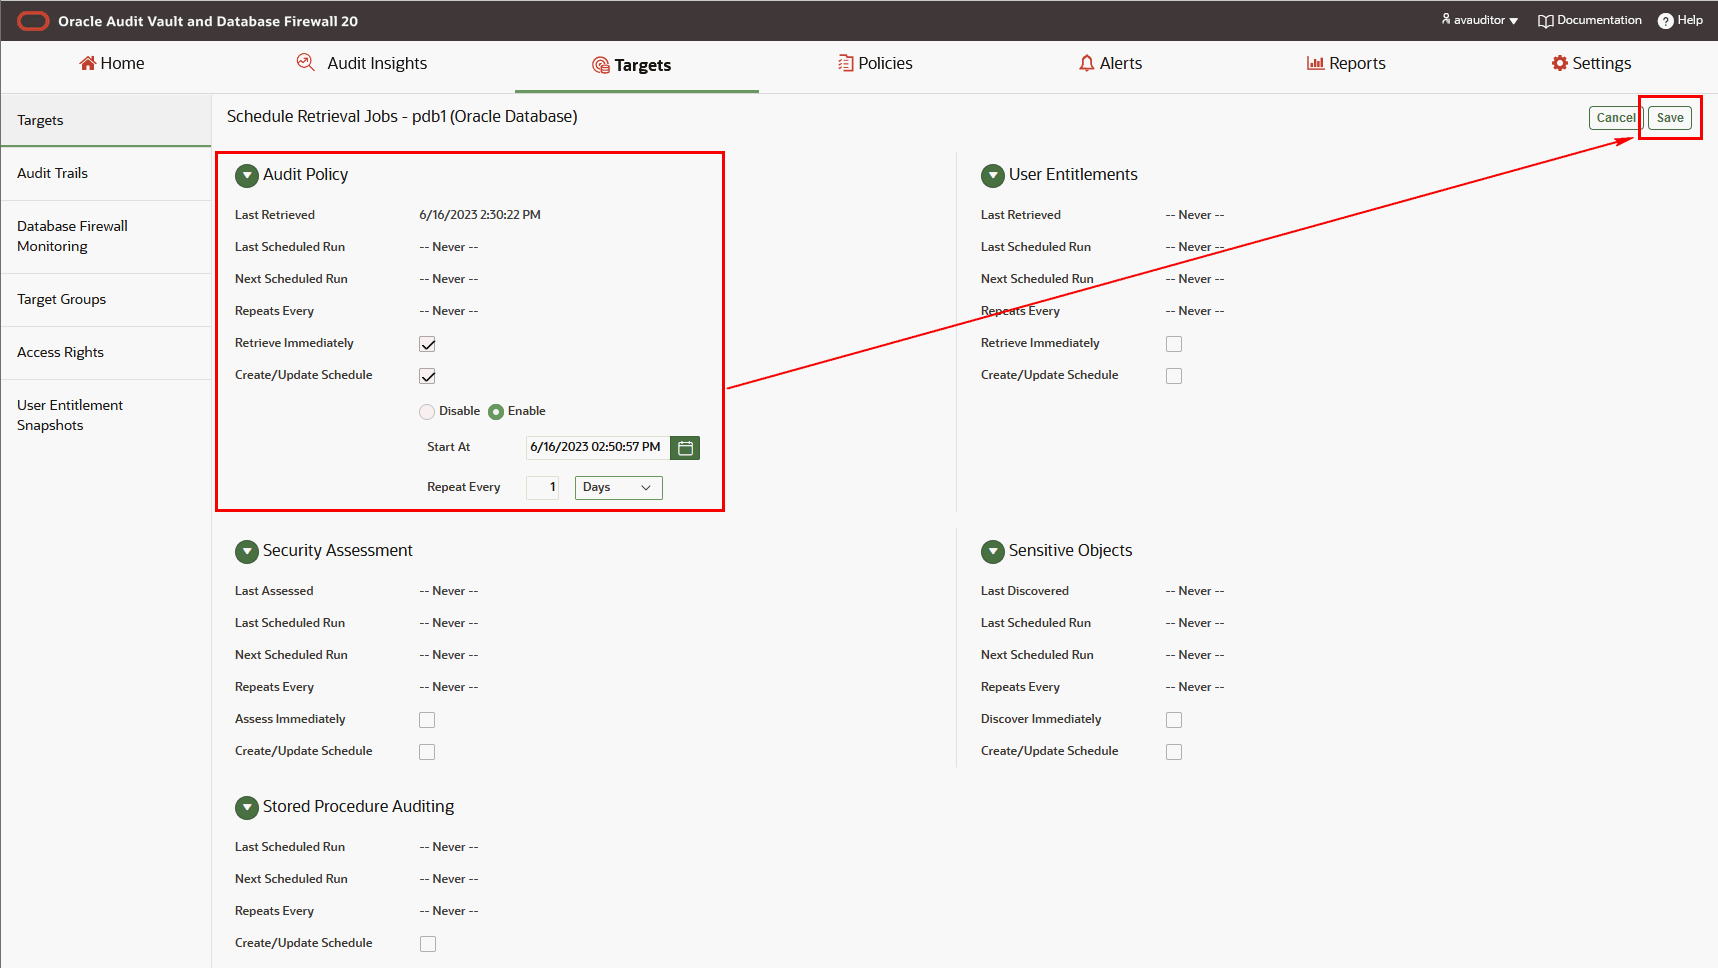 Oracle Audit Vault and Database Firewall 20
avauditor
Documentation
? Help
Home
Audit Insights
Targets
Policies
Alerts
Reports
Settings
Targets
Audit Trails
Database Firewall
Monitoring
Target Groups
Access Rights
User Entitlement
Snapshots
Schedule Retrieval Jobs - pdb1 (Oracle Database)
Cancel
Save
Audit Policy
Last Retrieved 6/16/2023 2:30:22 PM
Last Scheduled Run -- Never --
Next Scheduled Run -- Never --
Repeats Every -- Never --
Retrieve Immediately
Create/Update Schedule
Disable Enable
Start At 6/16/2023 02:50:57 PM
Repeat Every 1 Days
User Entitlements
Last Retrieved -- Never --
Last Scheduled Run -- Never --
Next Scheduled Run -- Never --
Repeats Every -- Never --
Retrieve Immediately
Create/Update Schedule
Security Assessment
Last Assessed -- Never --
Last Scheduled Run -- Never --
Next Scheduled Run -- Never --
Repeats Every -- Never --
Assess Immediately
Create/Update Schedule
Sensitive Objects
Last Discovered -- Never --
Last Scheduled Run -- Never --
Next Scheduled Run -- Never --
Repeats Every -- Never --
Discover Immediately
Create/Update Schedule
Stored Procedure Auditing
Last Scheduled Run -- Never --
Next Scheduled Run -- Never --
Repeats Every -- Never --
Create/Update Schedule